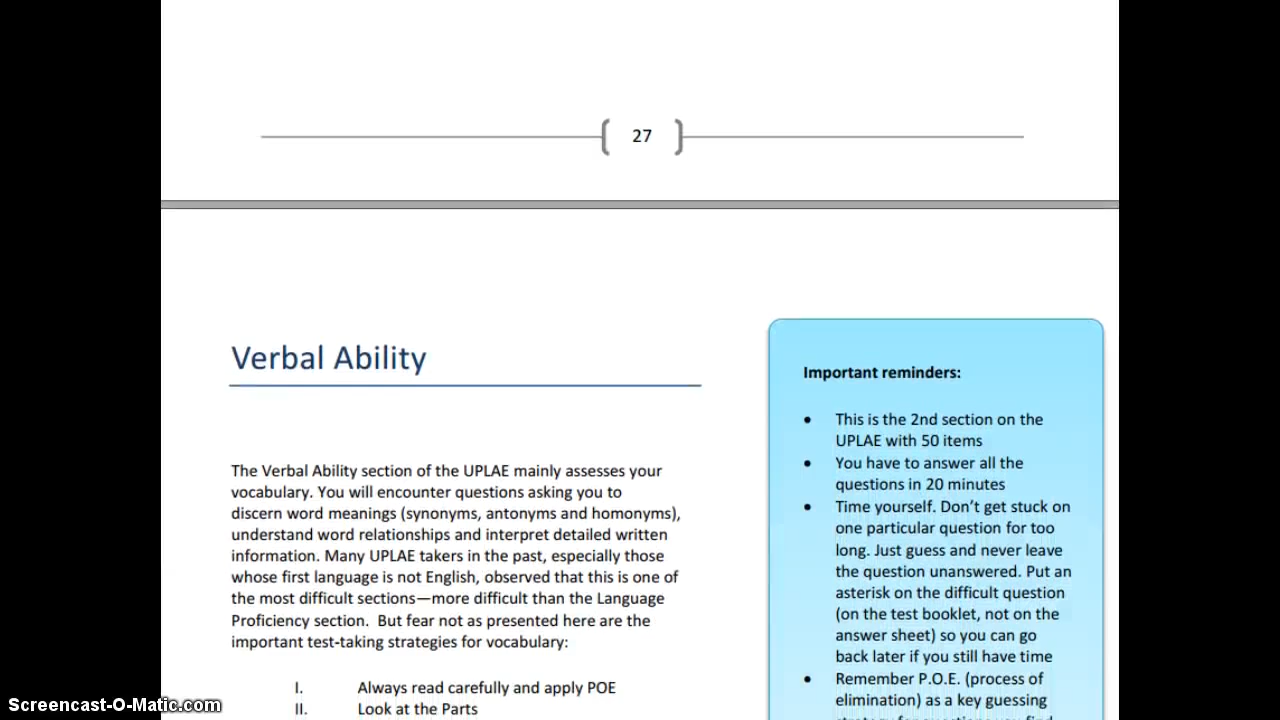 27
Verbal Ability
The Verbal Ability section of the UPLAE mainly assesses your
vocabulary. You will encounter questions asking you to
discern word meanings (synonyms, antonyms and homonyms),
understand word relationships and interpret detailed written
information. Many UPLAE takers in the past, especially those
whose first language is not English, observed that this is one of
the most difficult sections—more difficult than the Language
Proficiency section.  But fear not as presented here are the
important test-taking strategies for vocabulary:
I. Always read carefully and apply POE
II. Look at the Parts
Important reminders:
• This is the 2nd section on the
UPLAE with 50 items
• You have to answer all the
questions in 20 minutes
• Time yourself. Don’t get stuck on
one particular question for too
long. Just guess and never leave
the question unanswered. Put an
asterisk on the difficult question
(on the test booklet, not on the
answer sheet) so you can go
back later if you still have time
• Remember P.O.E. (process of
elimination) as a key guessing
strategy for questions you find
Screencast-O-Matic.com